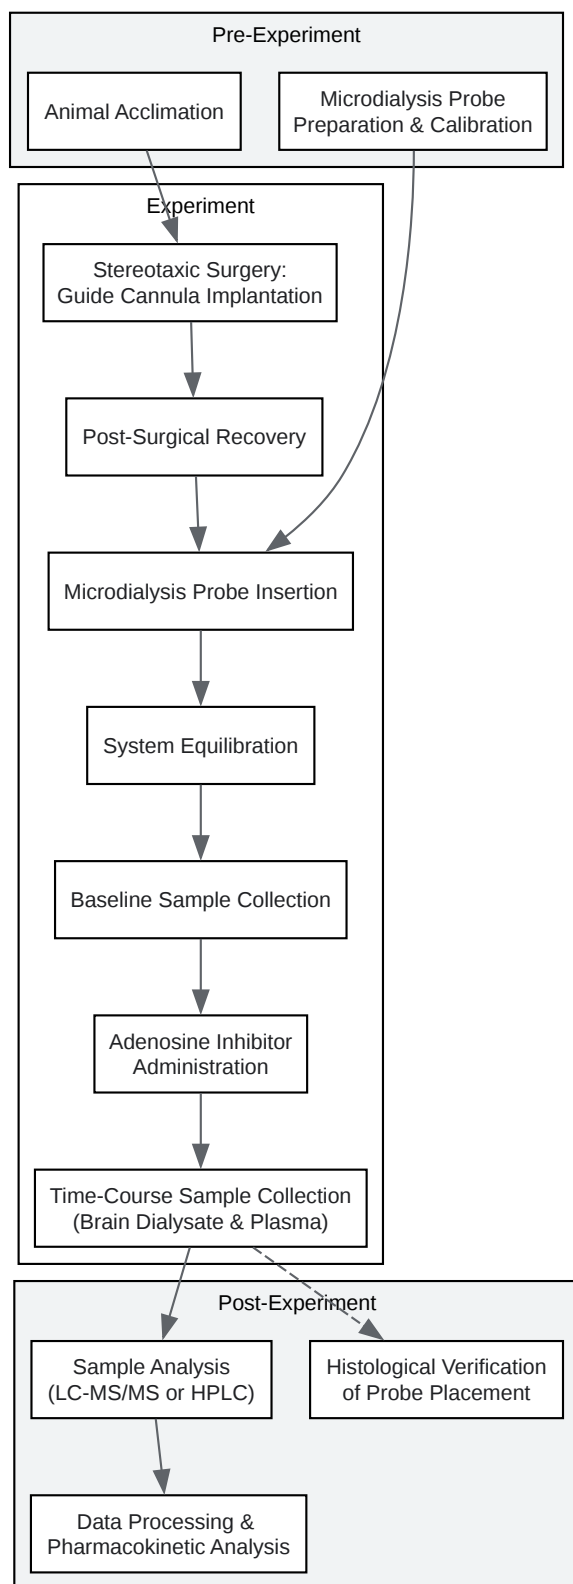 Pre-Experiment
Animal Acclimation
Microdialysis Probe
Preparation & Calibration
Experiment
Stereotaxic Surgery:
Guide Cannula Implantation
Post-Surgical Recovery
Microdialysis Probe Insertion
System Equilibration
Baseline Sample Collection
Adenosine Inhibitor
Administration
Time-Course Sample Collection
(Brain Dialysate & Plasma)
Post-Experiment
Sample Analysis
(LC-MS/MS or HPLC)
Histological Verification
of Probe Placement
Data Processing &
Pharmacokinetic Analysis